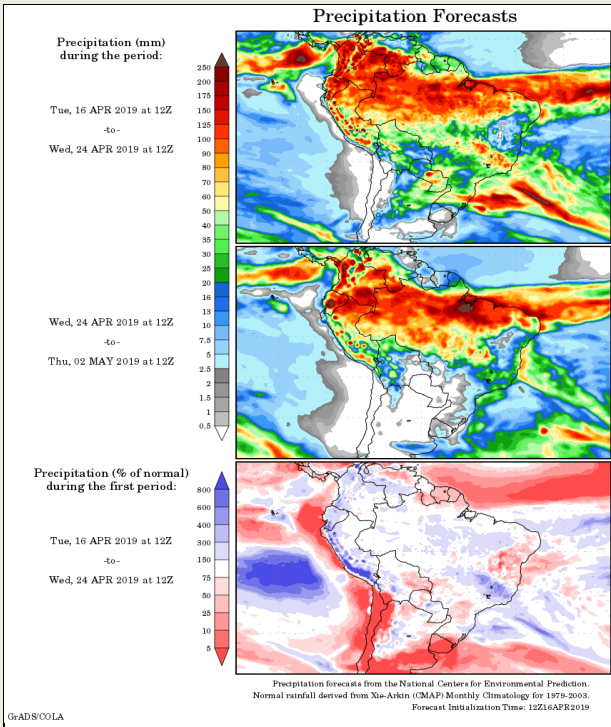 Precipitation Forecasts
Precipitation (mm)
during the period:
Tue, 16 APR 2019 at 12Z
-to-
Wed, 24 APR 2019 at 12Z
250
200
175
150
125
100
90
80
70
60
50
40
35
30
25
20
16
13
10
7.5
5
2.5
2
1.5
1
0.5
Wed, 24 APR 2019 at 12Z
-to-
Thu, 02 MAY 2019 at 12Z
Precipitation (% of normal)
during the first period:
Tue, 16 APR 2019 at 12Z
-to-
Wed, 24 APR 2019 at 12Z
800
600
400
300
150
75
50
25
10
5
Precipitation forecasts from the National Centers for Environmental Prediction.
Normal rainfall derived from Xie-Arkin (CMAP) Monthly Climatology for 1979-2003.
Forecast Initialization Time: 12Z16APR2019
GrADS/COLA